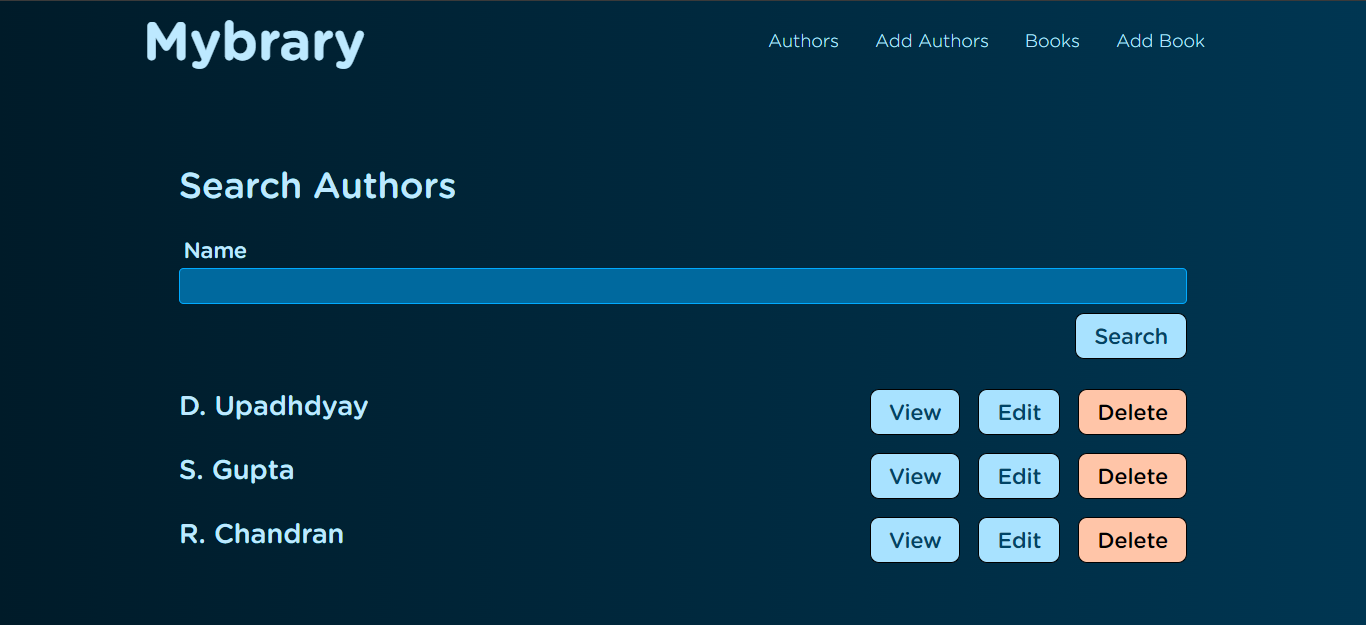 Mybrary
Authors Add Authors Books Add Book
Search Authors
Name
Search
D. Upadhdyay View Edit Delete
S. Gupta View Edit Delete
R. Chandran View Edit Delete